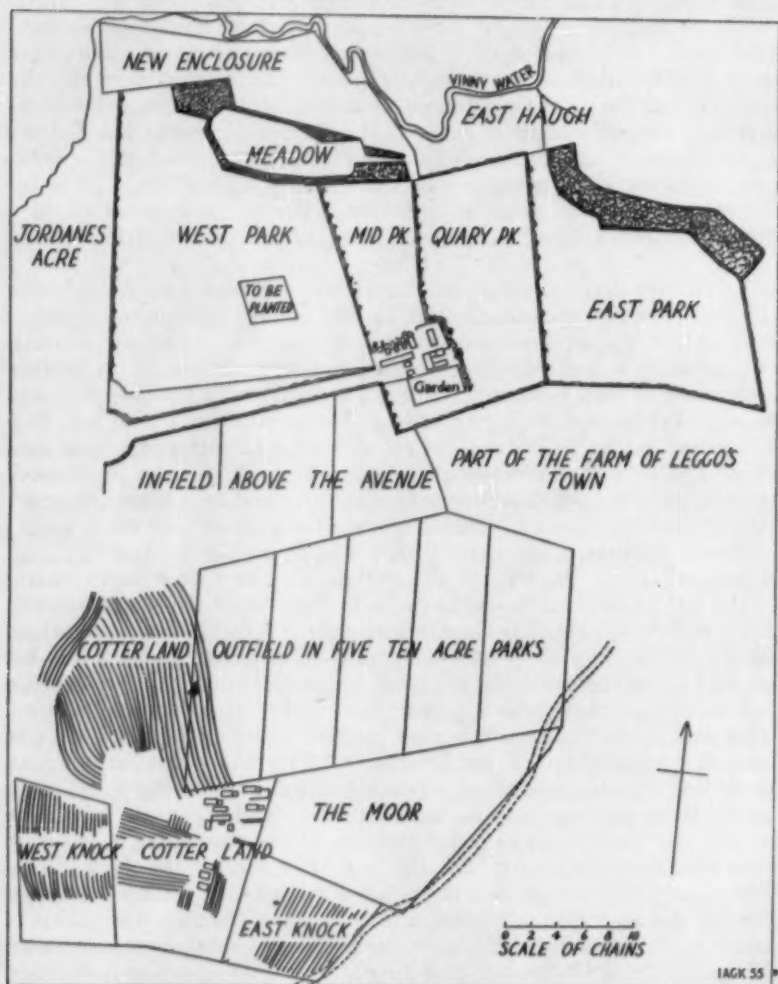 NEW ENCLOSURE
VINNY WATER
EAST HAUGH
MEADOW
JORDANES
ACRE
WEST PARK
MID PK.
QUARY PK.
TO BE
PLANTED
EAST PARK
Garden
INFIELD ABOVE THE AVENUE
PART OF THE FARM OF LEGGO'S
TOWN
COTTER LAND
OUTFIELD IN FIVE TEN ACRE PARKS
THE MOOR
WEST KNOCK
COTTER LAND
EAST KNOCK
0 2 4 6 8 10
SCALE OF CHAINS
IAGK 55